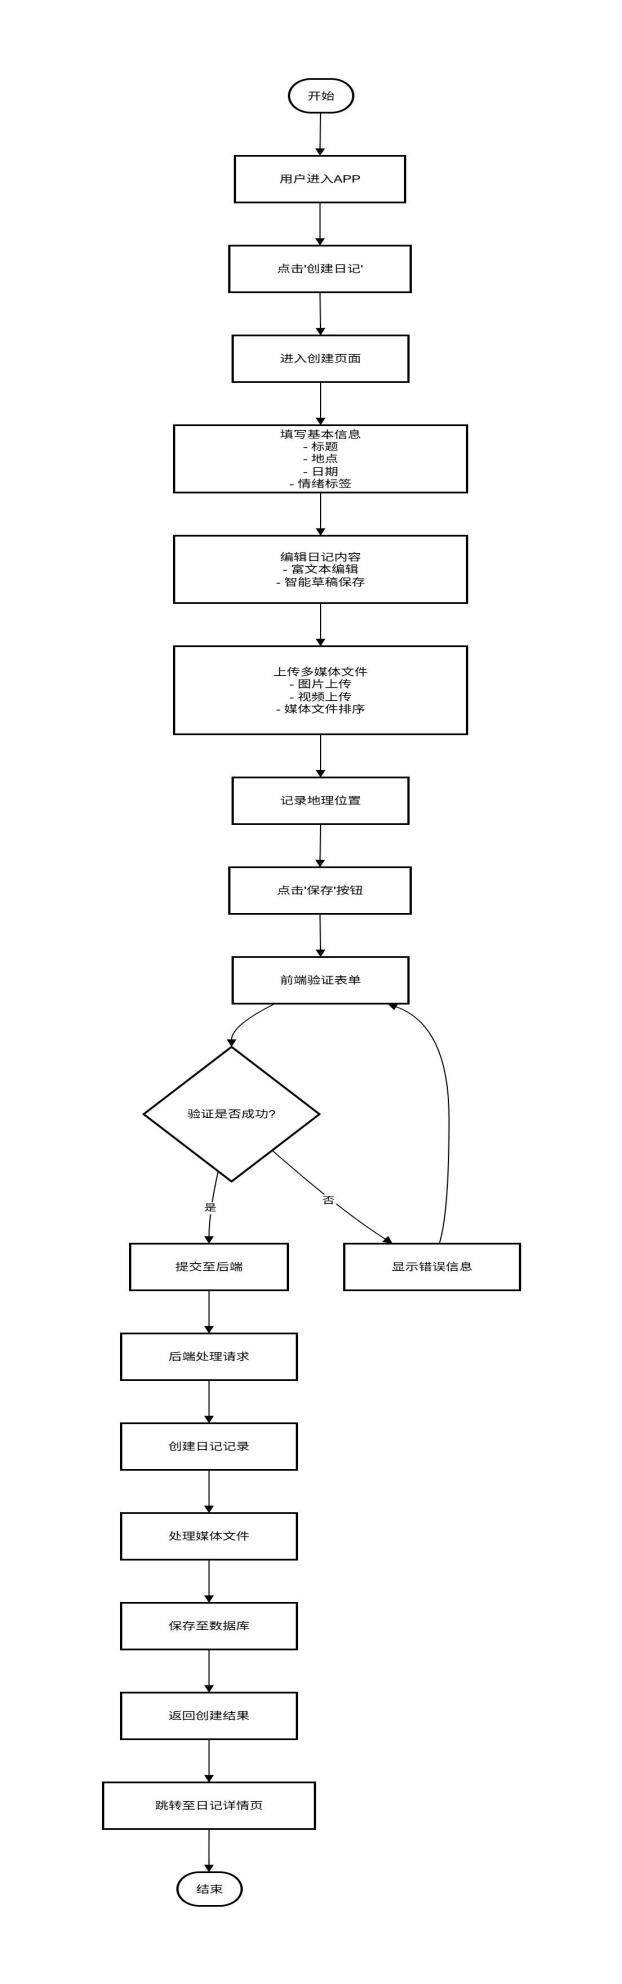 开始
用户进入APP
点击'创建日记'
进入创建页面
填写基本信息
- 标题
- 地点
- 日期
- 情绪标签
编辑日记内容
- 富文本编辑
- 智能草稿保存
上传多媒体文件
- 图片上传
- 视频上传
- 媒体文件排序
记录地理位置
点击'保存'按钮
前端验证表单
验证是否成功?
是
否
提交至后端
显示错误信息
后端处理请求
创建日记记录
处理媒体文件
保存至数据库
返回创建结果
跳转至日记详情页
结束